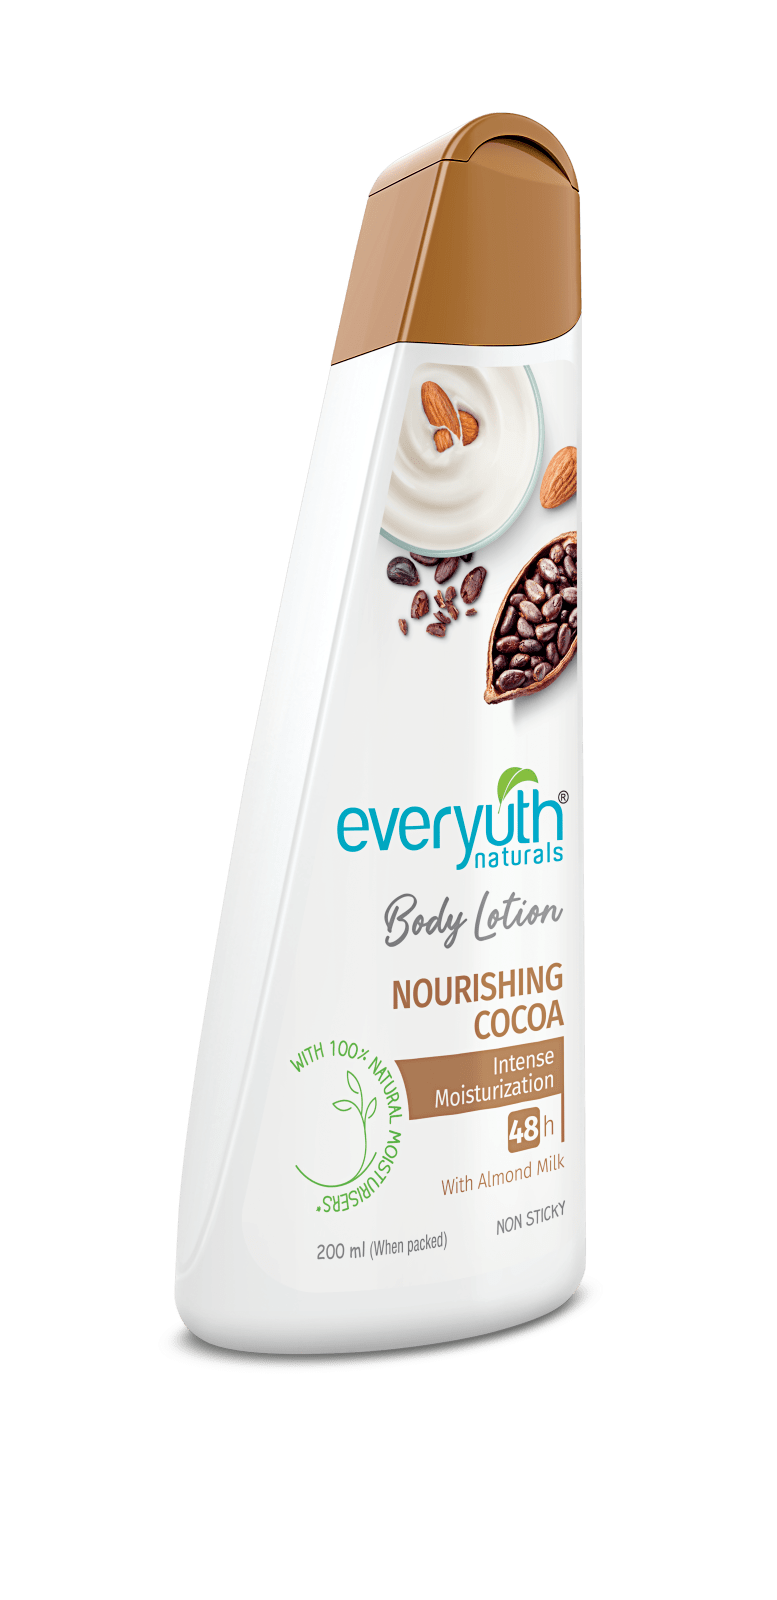 everyuth®
naturals
Body Lotion
NOURISHING
COCOA
Intense
Moisturization
48h
With Almond Milk
NON STICKY
WITH 100% NATURAL MOISTURISERS*
200 ml (When packed)